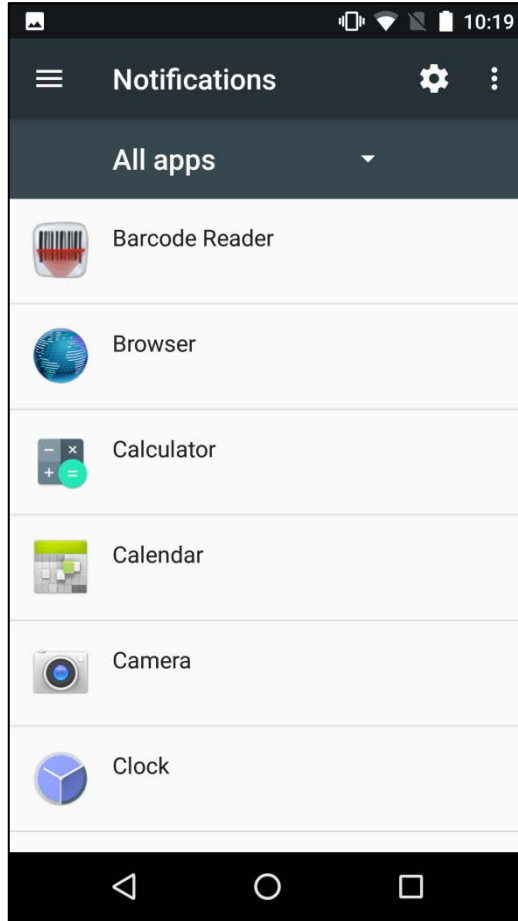 10:19
Notifications
All apps
Barcode Reader
Browser
Calculator
Calendar
Camera
Clock